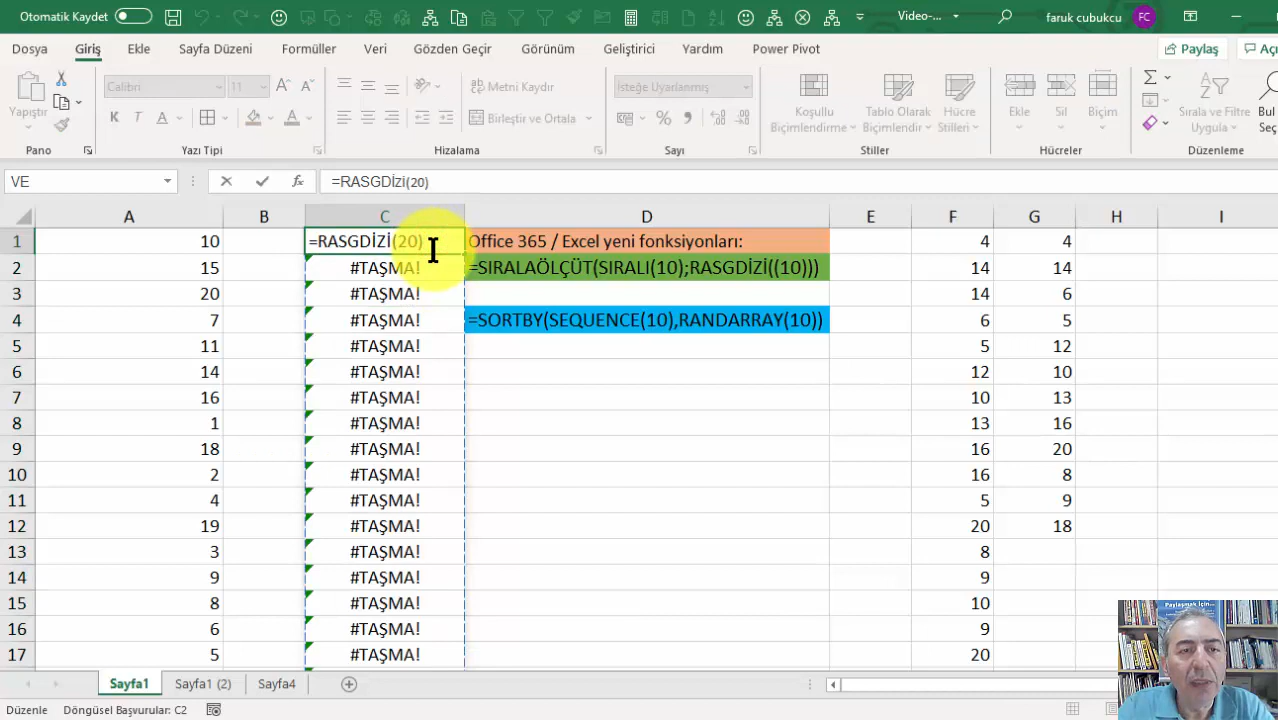 Otomatik Kaydet
Video-...
faruk cubukcu
FC
Dosya Giriş Ekle Sayfa Düzeni Formüller Veri Gözden Geçir Görünüm Geliştirici Yardım Power Pivot
Paylaş
Yapıştır
Calibri 11
K T A
Metni Kaydır
Birleştir ve Ortala
İsteğe Uyarlanmış
Koşullu Biçimlendirme
Tablo Olarak Biçimlendir
Hücre Stilleri
Ekle Sil Biçim
Sırala ve Filtre Uygula
Bul
Pano Yazı Tipi Hizalama Sayı Stiller Hücreler Düzenleme
VE =RASGDİZİ(20)
A B C D E F G H I
1 10 =RASGDİZİ(20) Office 365 / Excel yeni fonksiyonları: 4 4
2 15 #TAŞMA! =SIRALAÖLÇÜT(SIRALI(10);RASGDİZİ((10))) 14 14
3 20 #TAŞMA! 14 6
4 7 #TAŞMA! =SORTBY(SEQUENCE(10),RANDARRAY(10)) 6 5
5 11 #TAŞMA! 5 12
6 14 #TAŞMA! 12 10
7 16 #TAŞMA! 10 13
8 1 #TAŞMA! 13 16
9 18 #TAŞMA! 16 20
10 2 #TAŞMA! 16 8
11 4 #TAŞMA! 5 9
12 19 #TAŞMA! 20 18
13 3 #TAŞMA! 8
14 9 #TAŞMA! 9
15 8 #TAŞMA! 10
16 6 #TAŞMA! 9
17 5 #TAŞMA! 20
Paylaşmak İçin...
Sayfa1 Sayfa1 (2) Sayfa4
Düzenle Döngüsel Başvurular: C2